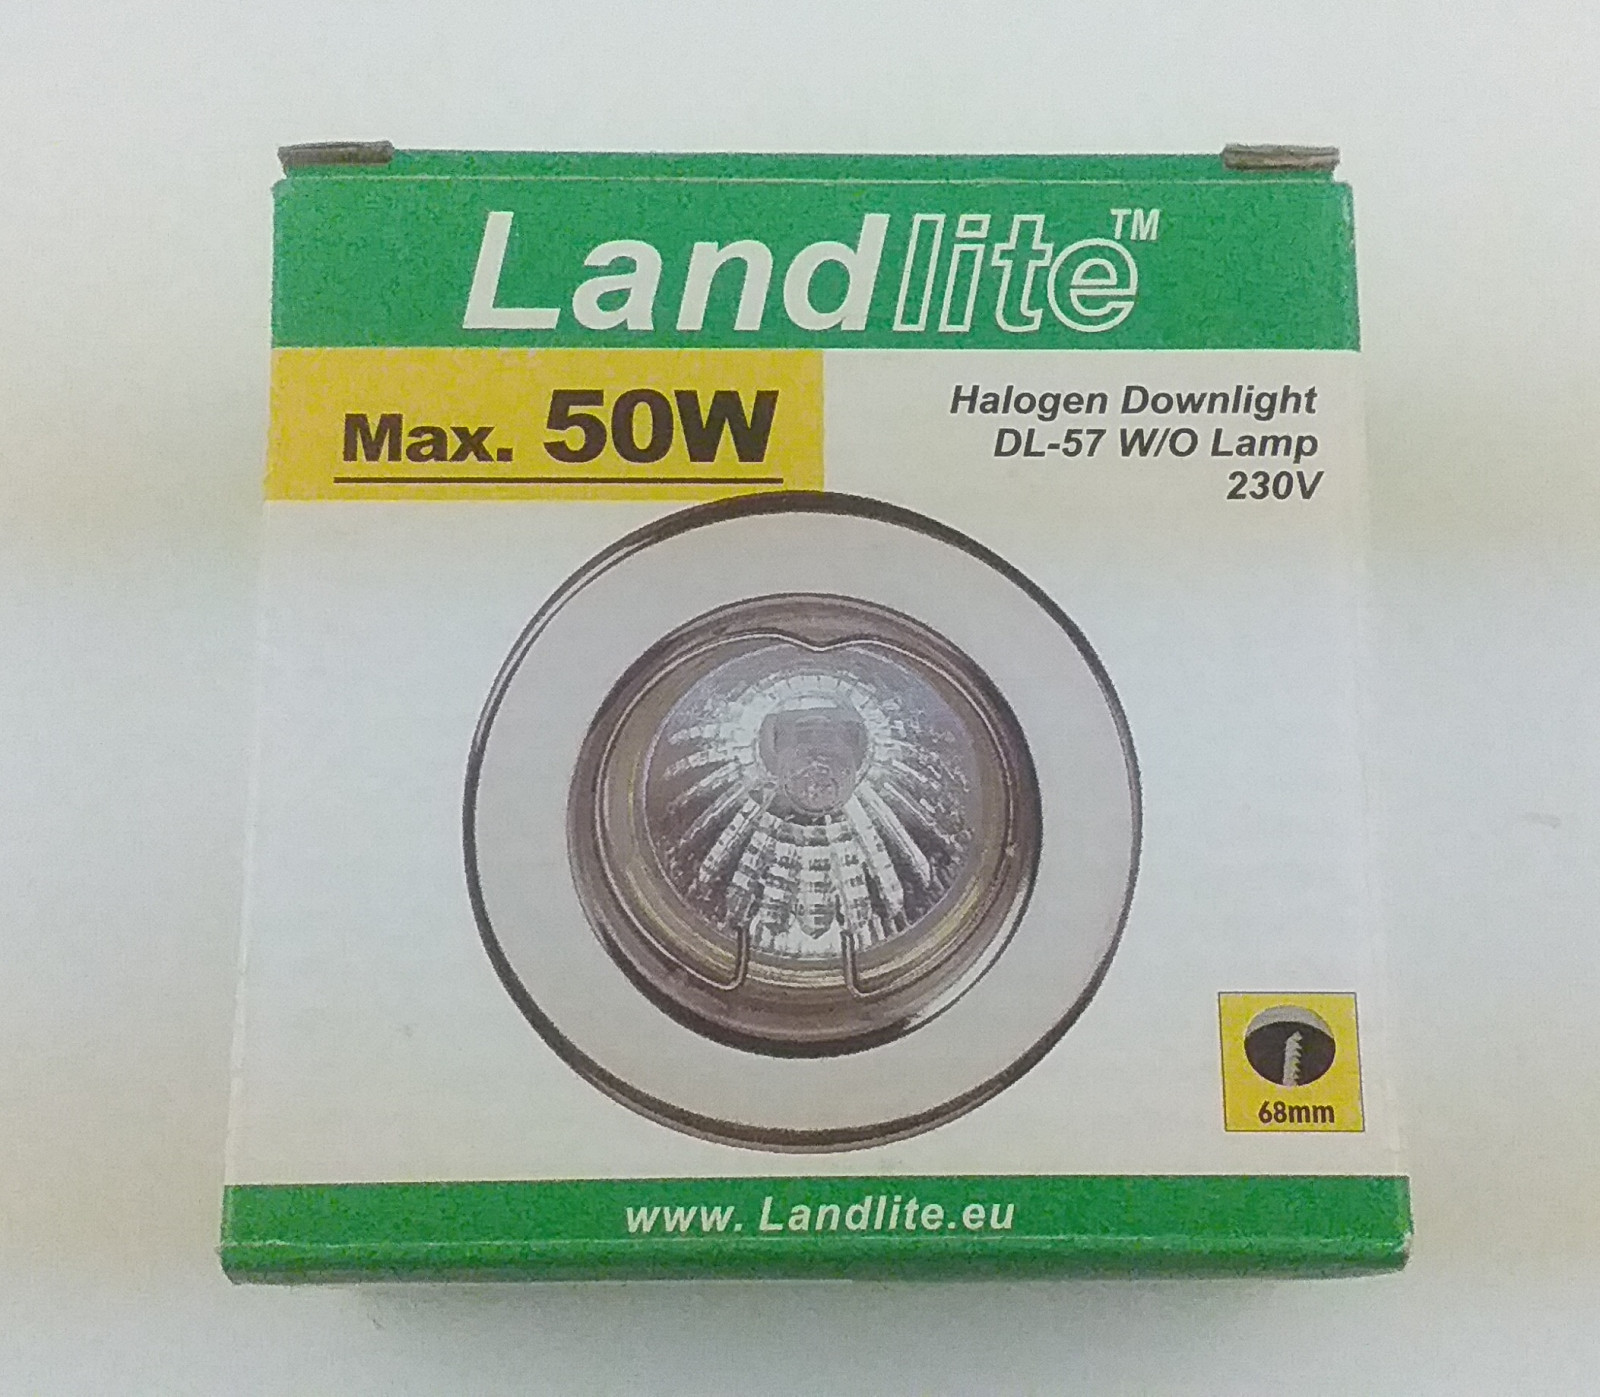 Landlite™
Max. 50W
Halogen Downlight
DL-57 W/O Lamp
230V
68mm
www. Landlite.eu